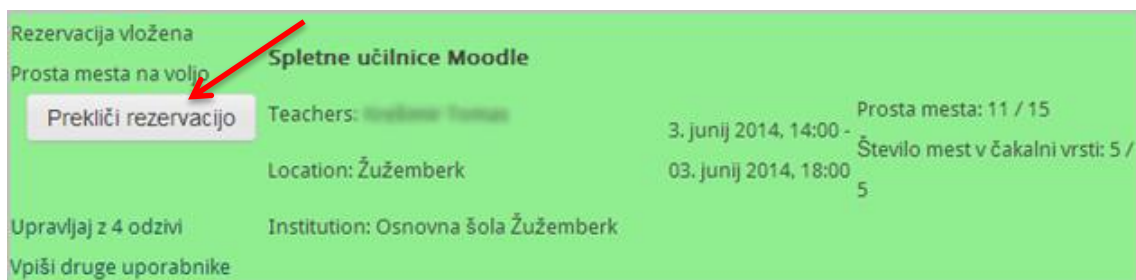 Rezervacija vložena
Prosta mesta na voljo
Prekliči rezervacijo
Upravljaj z 4 odzivi
Vpiši druge uporabnike
Spletne učilnice Moodle
Teachers:
Location: Žužemberk
Institution: Osnovna šola Žužemberk
3. junij 2014, 14:00 -
03. junij 2014, 18:00
Prosta mesta: 11 / 15
Število mest v čakalni vrsti: 5 /
5